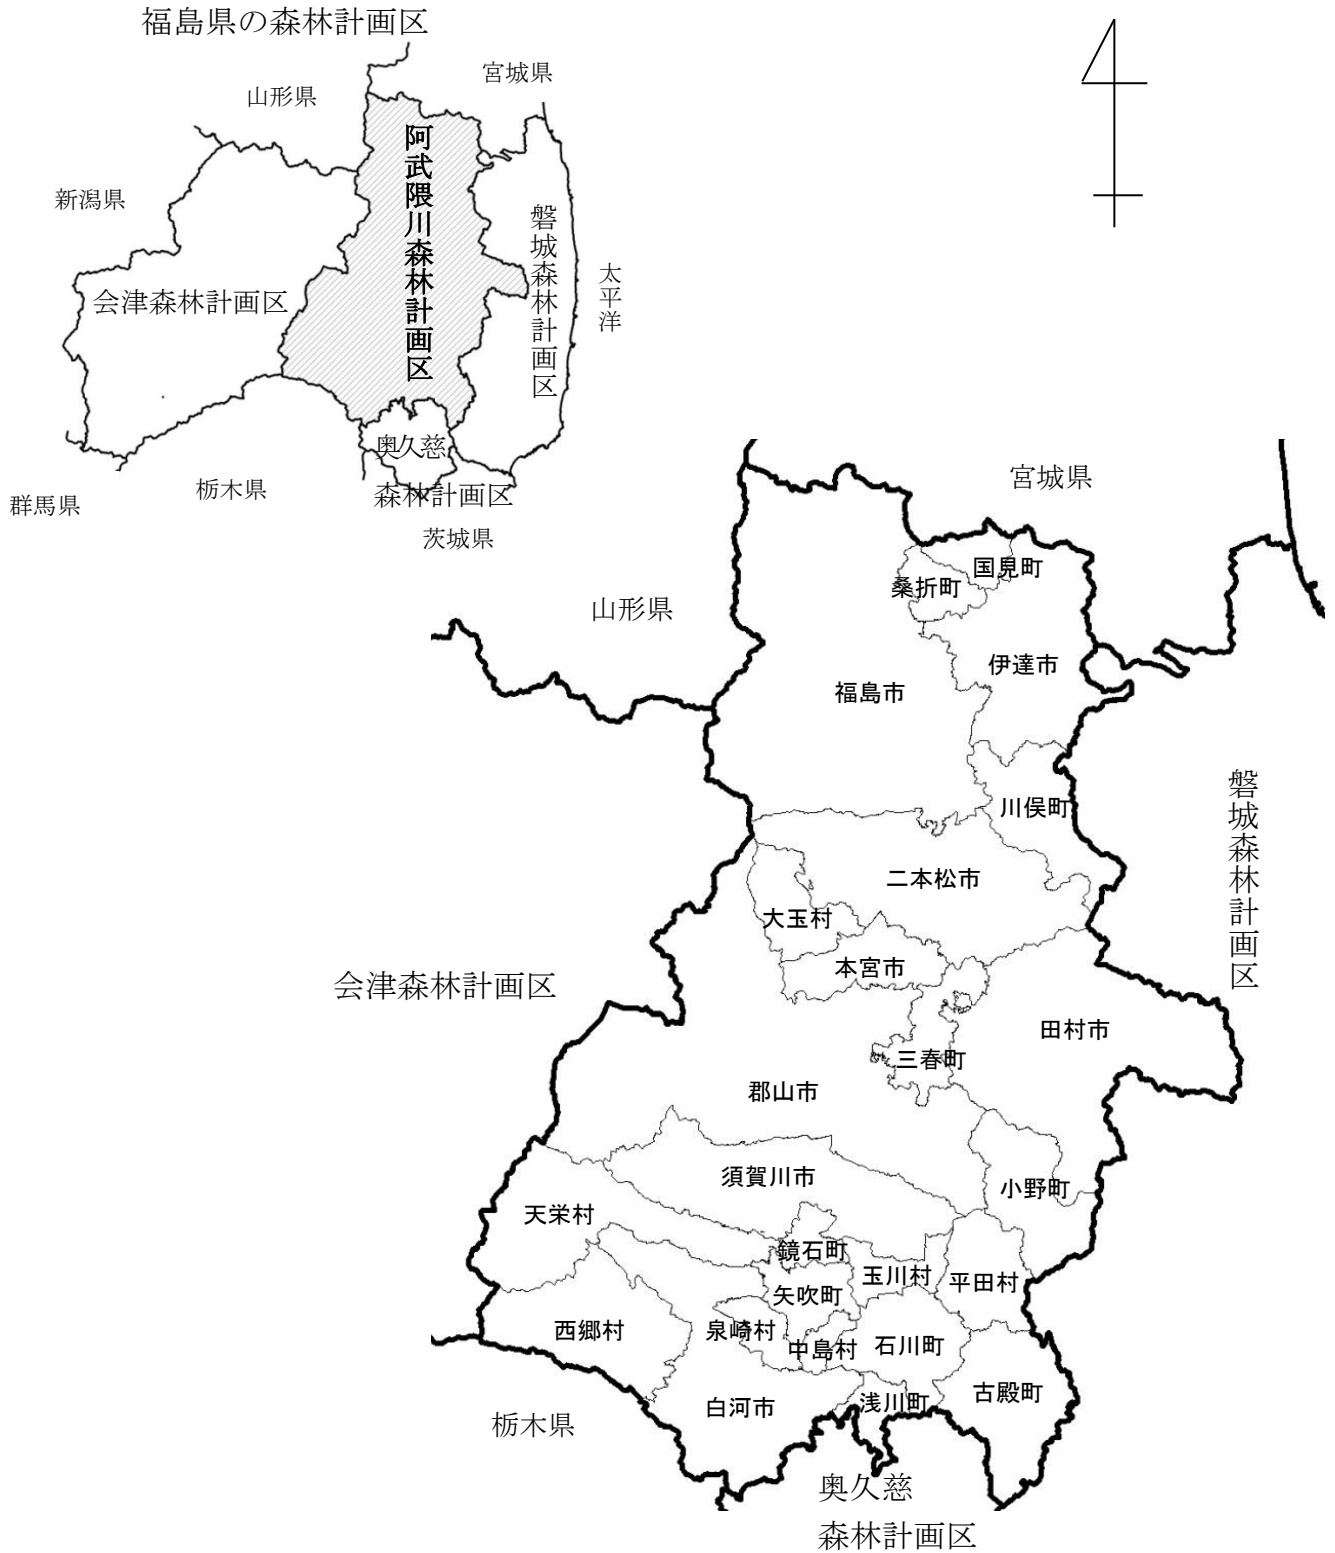 福島県の森林計画区
宮城県
山形県
阿武隈川森林計画区
新潟県
磐城森林計画区
太平洋
会津森林計画区
奥久慈
森林計画区
栃木県
群馬県
茨城県
宮城県
国見町
桑折町
山形県
伊達市
福島市
川俣町
磐城森林計画区
二本松市
大玉村
本宮市
会津森林計画区
田村市
三春町
郡山市
須賀川市
小野町
天栄村
鏡石町
玉川村
平田村
矢吹町
西郷村
泉崎村
中島村
石川町
古殿町
白河市
浅川町
栃木県
奥久慈
森林計画区